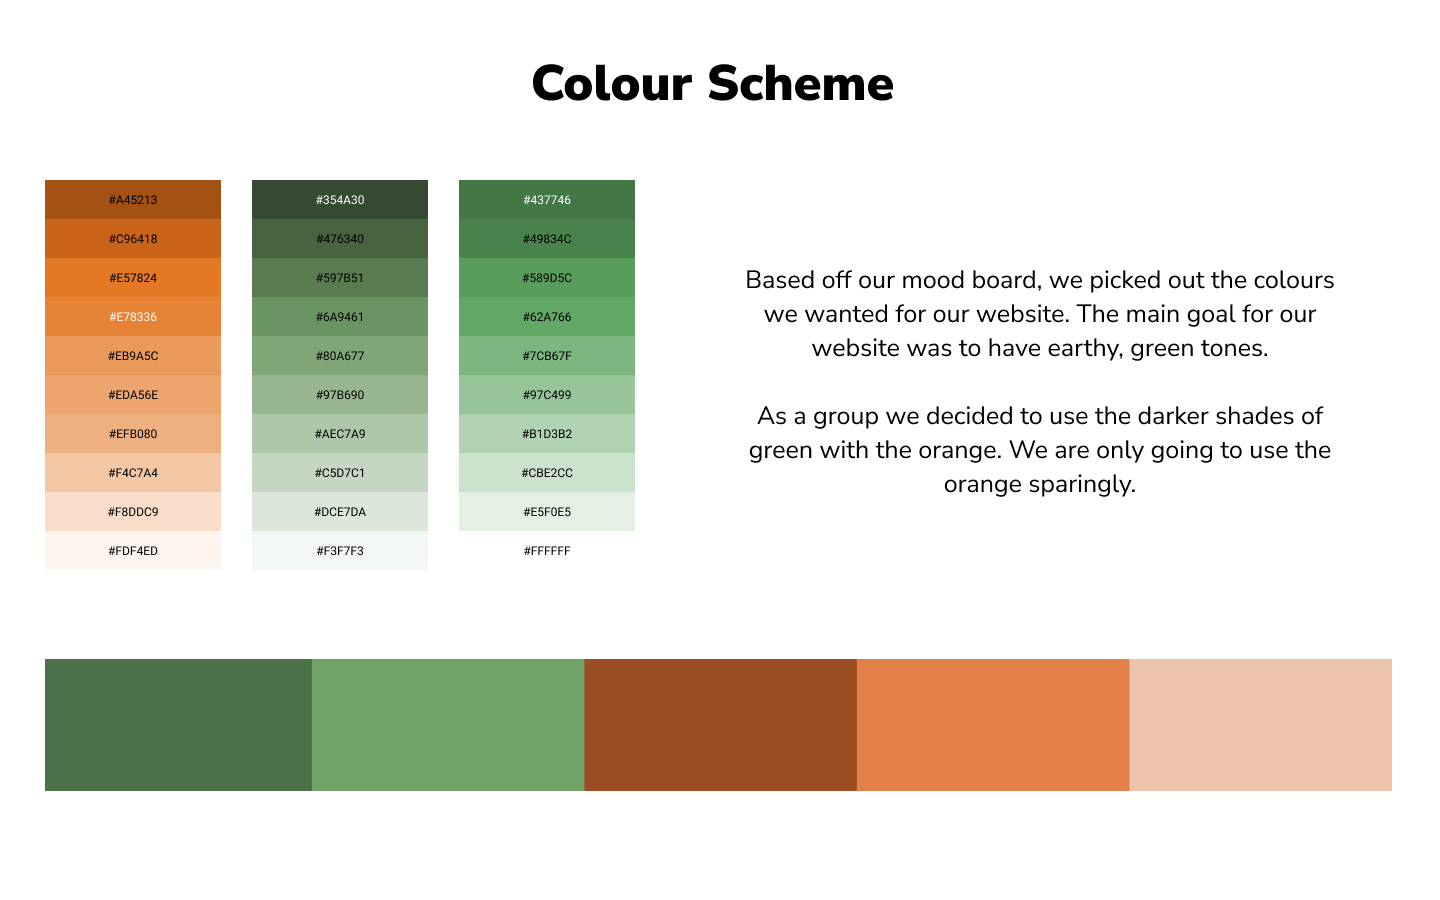 Colour Scheme
#A45213
#C96418
#E57824
#E78336
#EB9A5C
#EDA56E
#EFB080
#F4C7A4
#F8DDC9
#FDF4ED
#354A30
#476340
#597B51
#6A9461
#80A677
#97B690
#AEC7A9
#C5D7C1
#DCE7DA
#F3F7F3
#437746
#49834C
#589D5C
#62A766
#7CB67F
#97C499
#B1D3B2
#CBE2CC
#E5F0E5
#FFFFFF
Based off our mood board, we picked out the colours
we wanted for our website. The main goal for our
website was to have earthy, green tones.
As a group we decided to use the darker shades of
green with the orange. We are only going to use the
orange sparingly.